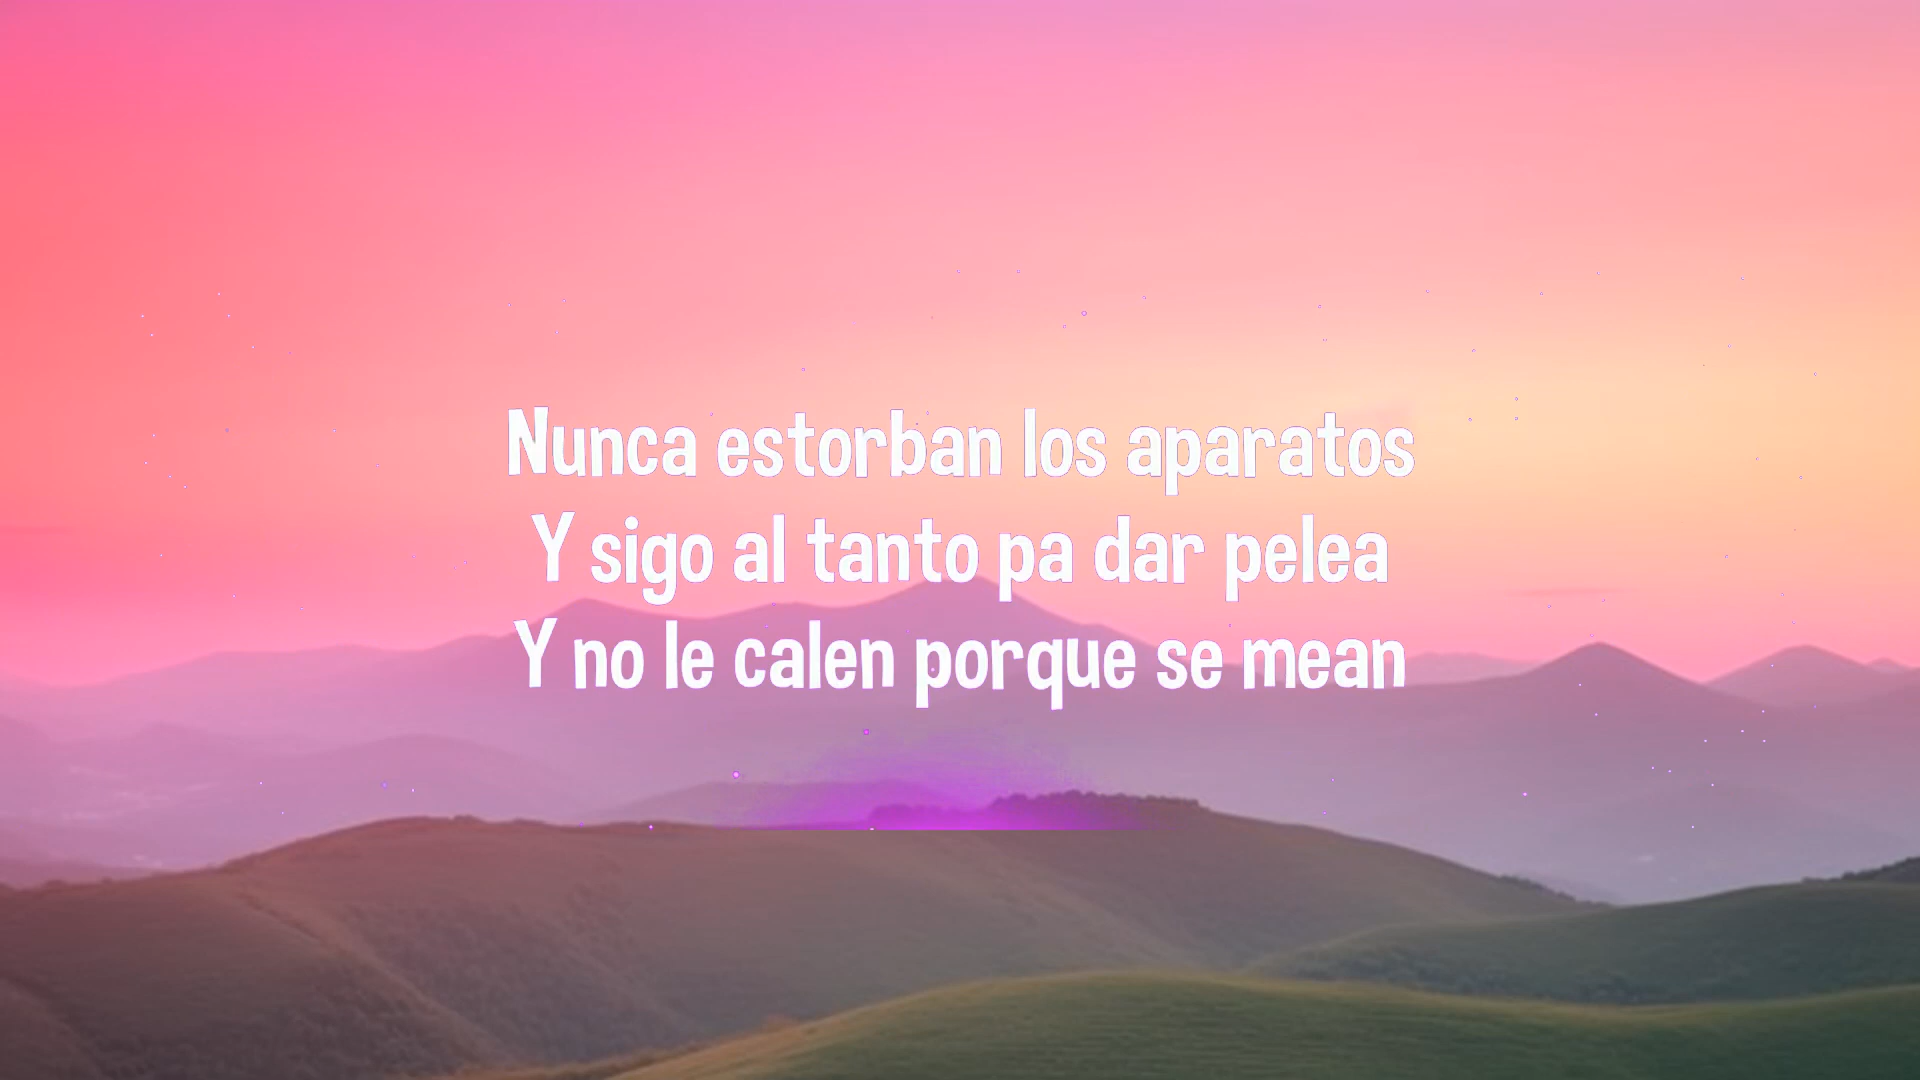 Nunca estorban los aparatos
Y sigo al tanto pa dar pelea
Y no le calen porque se mean